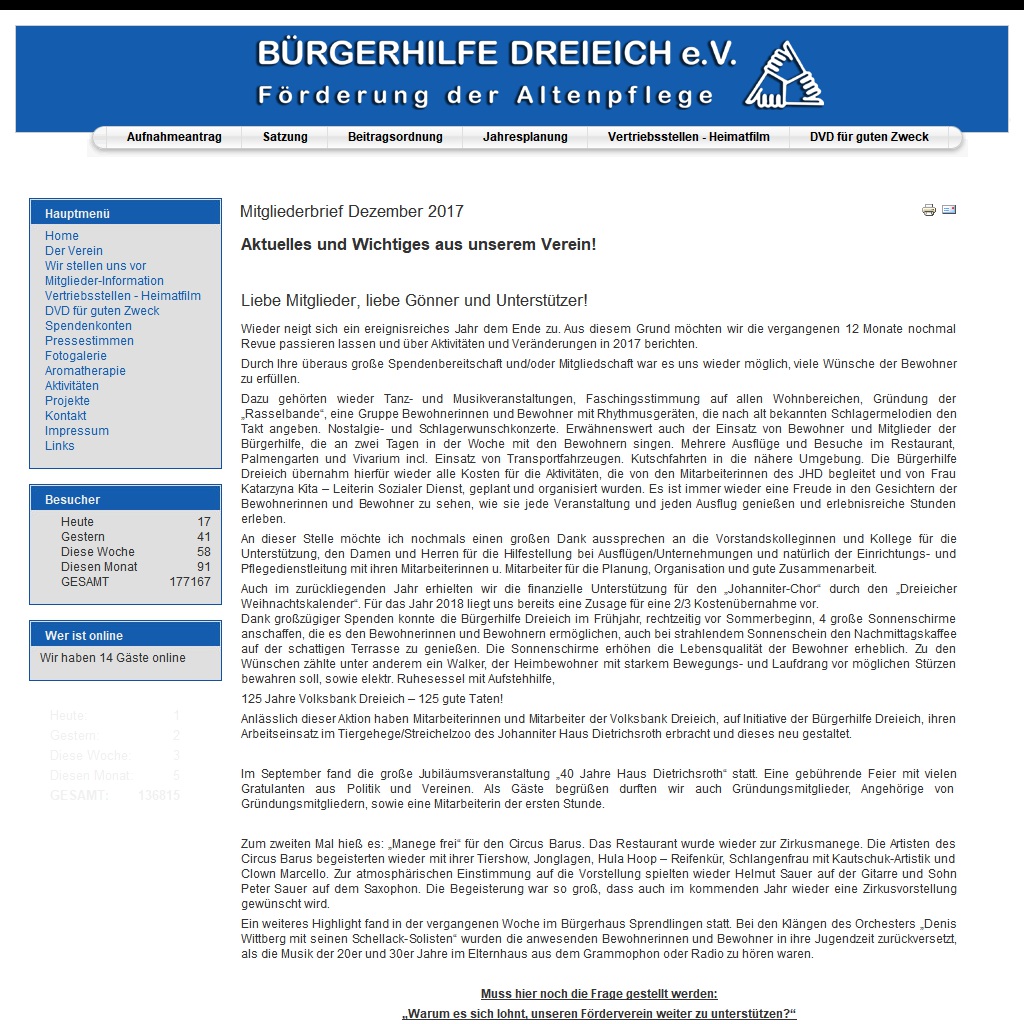 BÜRGERHILFE DREIEICH e.V.
Förderung der Altenpflege
Aufnahmeantrag Satzung Beitragsordnung Jahresplanung Vertriebsstellen - Heimatfilm DVD für guten Zweck
Hauptmenü
Home
Der Verein
Wir stellen uns vor
Mitglieder-Information
Vertriebsstellen - Heimatfilm
DVD für guten Zweck
Spendenkonten
Pressestimmen
Fotogalerie
Aromatherapie
Aktivitäten
Projekte
Kontakt
Impressum
Links
Besucher
Heute 17
Gestern 41
Diese Woche 58
Diesen Monat 91
GESAMT 177167
Wer ist online
Wir haben 14 Gäste online
Heute: 1
Gestern: 2
Diese Woche: 3
Diesen Monat: 5
GESAMT: 136815
Mitgliederbrief Dezember 2017
Aktuelles und Wichtiges aus unserem Verein!
Liebe Mitglieder, liebe Gönner und Unterstützer!
Wieder neigt sich ein ereignisreiches Jahr dem Ende zu. Aus diesem Grund möchten wir die vergangenen 12 Monate nochmal
Revue passieren lassen und über Aktivitäten und Veränderungen in 2017 berichten.
Durch Ihre überaus große Spendenbereitschaft und/oder Mitgliedschaft war es uns wieder möglich, viele Wünsche der Bewohner
zu erfüllen.
Dazu gehörten wieder Tanz- und Musikveranstaltungen, Faschingsstimmung auf allen Wohnbereichen, Gründung der
„Rasselbande“, eine Gruppe Bewohnerinnen und Bewohner mit Rhythmusgeräten, die nach alt bekannten Schlagermelodien den
Takt angeben. Nostalgie- und Schlagerwunschkonzerte. Erwähnenswert auch der Einsatz von Bewohner und Mitglieder der
Bürgerhilfe, die an zwei Tagen in der Woche mit den Bewohnern singen. Mehrere Ausflüge und Besuche im Restaurant,
Palmengarten und Vivarium incl. Einsatz von Transportfahrzeugen. Kutschfahrten in die nähere Umgebung. Die Bürgerhilfe
Dreieich übernahm hierfür wieder alle Kosten für die Aktivitäten, die von den Mitarbeiterinnen des JHD begleitet und von Frau
Katarzyna Kita – Leiterin Sozialer Dienst, geplant und organisiert wurden. Es ist immer wieder eine Freude in den Gesichtern der
Bewohnerinnen und Bewohner zu sehen, wie sie jede Veranstaltung und jeden Ausflug genießen und erlebnisreiche Stunden
erleben.
An dieser Stelle möchte ich nochmals einen großen Dank aussprechen an die Vorstandskolleginnen und Kollege für die
Unterstützung, den Damen und Herren für die Hilfestellung bei Ausflügen/Unternehmungen und natürlich der Einrichtungs- und
Pflegedienstleitung mit ihren Mitarbeiterinnen u. Mitarbeiter für die Planung, Organisation und gute Zusammenarbeit.
Auch im zurückliegenden Jahr erhielten wir die finanzielle Unterstützung für den „Johanniter-Chor“ durch den „Dreieicher
Weihnachtskalender“. Für das Jahr 2018 liegt uns bereits eine Zusage für eine 2/3 Kostenübernahme vor.
Dank großzügiger Spenden konnte die Bürgerhilfe Dreieich im Frühjahr, rechtzeitig vor Sommerbeginn, 4 große Sonnenschirme
anschaffen, die es den Bewohnerinnen und Bewohnern ermöglichen, auch bei strahlendem Sonnenschein den Nachmittagskaffee
auf der schattigen Terrasse zu genießen. Die Sonnenschirme erhöhen die Lebensqualität der Bewohner erheblich. Zu den
Wünschen zählte unter anderem ein Walker, der Heimbewohner mit starkem Bewegungs- und Laufdrang vor möglichen Stürzen
bewahren soll, sowie elektr. Ruhesessel mit Aufstehhilfe,
125 Jahre Volksbank Dreieich – 125 gute Taten!
Anlässlich dieser Aktion haben Mitarbeiterinnen und Mitarbeiter der Volksbank Dreieich, auf Initiative der Bürgerhilfe Dreieich, ihren
Arbeitseinsatz im Tiergehege/Streichelzoo des Johanniter Haus Dietrichsroth erbracht und dieses neu gestaltet.
Im September fand die große Jubiläumsveranstaltung „40 Jahre Haus Dietrichsroth“ statt. Eine gebührende Feier mit vielen
Gratulanten aus Politik und Vereinen. Als Gäste begrüßen durften wir auch Gründungsmitglieder, Angehörige von
Gründungsmitgliedern, sowie eine Mitarbeiterin der ersten Stunde.
Zum zweiten Mal hieß es: „Manege frei“ für den Circus Barus. Das Restaurant wurde wieder zur Zirkusmanege. Die Artisten des
Circus Barus begeisterten wieder mit ihrer Tiershow, Jonglagen, Hula Hoop – Reifenkür, Schlangenfrau mit Kautschuk-Artistik und
Clown Marcello. Zur atmosphärischen Einstimmung auf die Vorstellung spielten wieder Helmut Sauer auf der Gitarre und Sohn
Peter Sauer auf dem Saxophon. Die Begeisterung war so groß, dass auch im kommenden Jahr wieder eine Zirkusvorstellung
gewünscht wird.
Ein weiteres Highlight fand in der vergangenen Woche im Bürgerhaus Sprendlingen statt. Bei den Klängen des Orchesters „Denis
Wittberg mit seinen Schellack-Solisten“ wurden die anwesenden Bewohnerinnen und Bewohner in ihre Jugendzeit zurückversetzt,
als die Musik der 20er und 30er Jahre im Elternhaus aus dem Grammophon oder Radio zu hören waren.
Muss hier noch die Frage gestellt werden:
„Warum es sich lohnt, unseren Förderverein weiter zu unterstützen?“